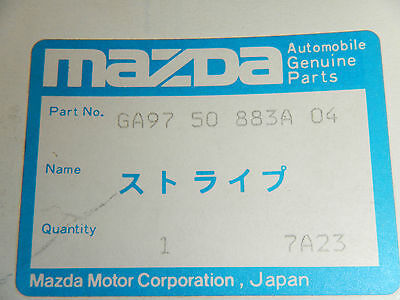 mazda
Automobile
Genuine
Parts
Part No. GA97 50 883A 04
Name ストライプ
Quantity 1 7A23
Mazda Motor Corporation, Japan